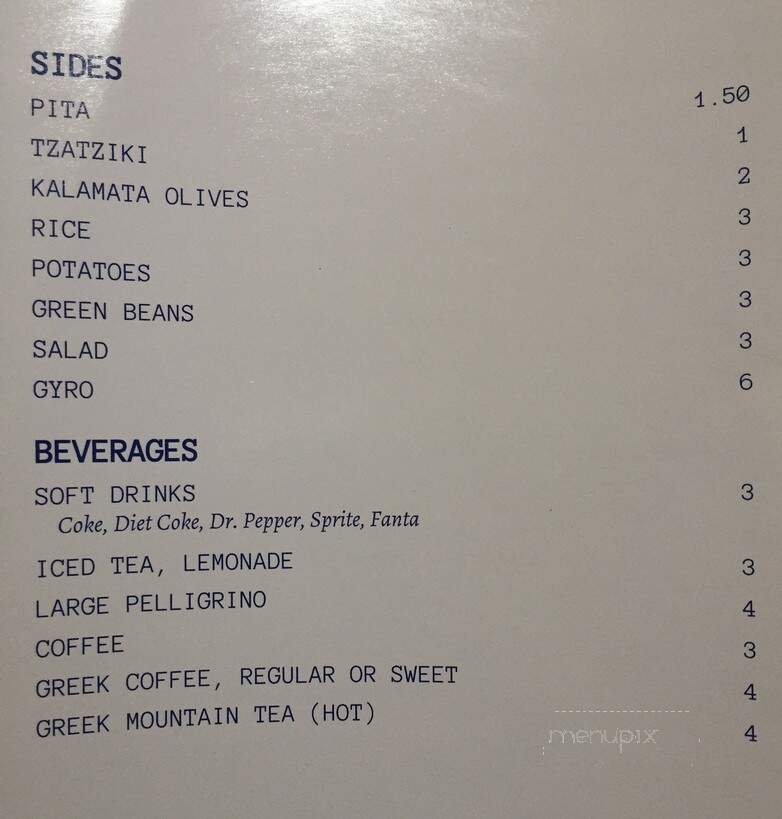 SIDES
PITA 1.50
TZATZIKI 1
KALAMATA OLIVES 2
RICE 3
POTATOES 3
GREEN BEANS 3
SALAD 3
GYRO 6
BEVERAGES
SOFT DRINKS 3
Coke, Diet Coke, Dr. Pepper, Sprite, Fanta
ICED TEA, LEMONADE 3
LARGE PELLIGRINO 4
COFFEE 3
GREEK COFFEE, REGULAR OR SWEET 4
GREEK MOUNTAIN TEA (HOT) 4
menupix